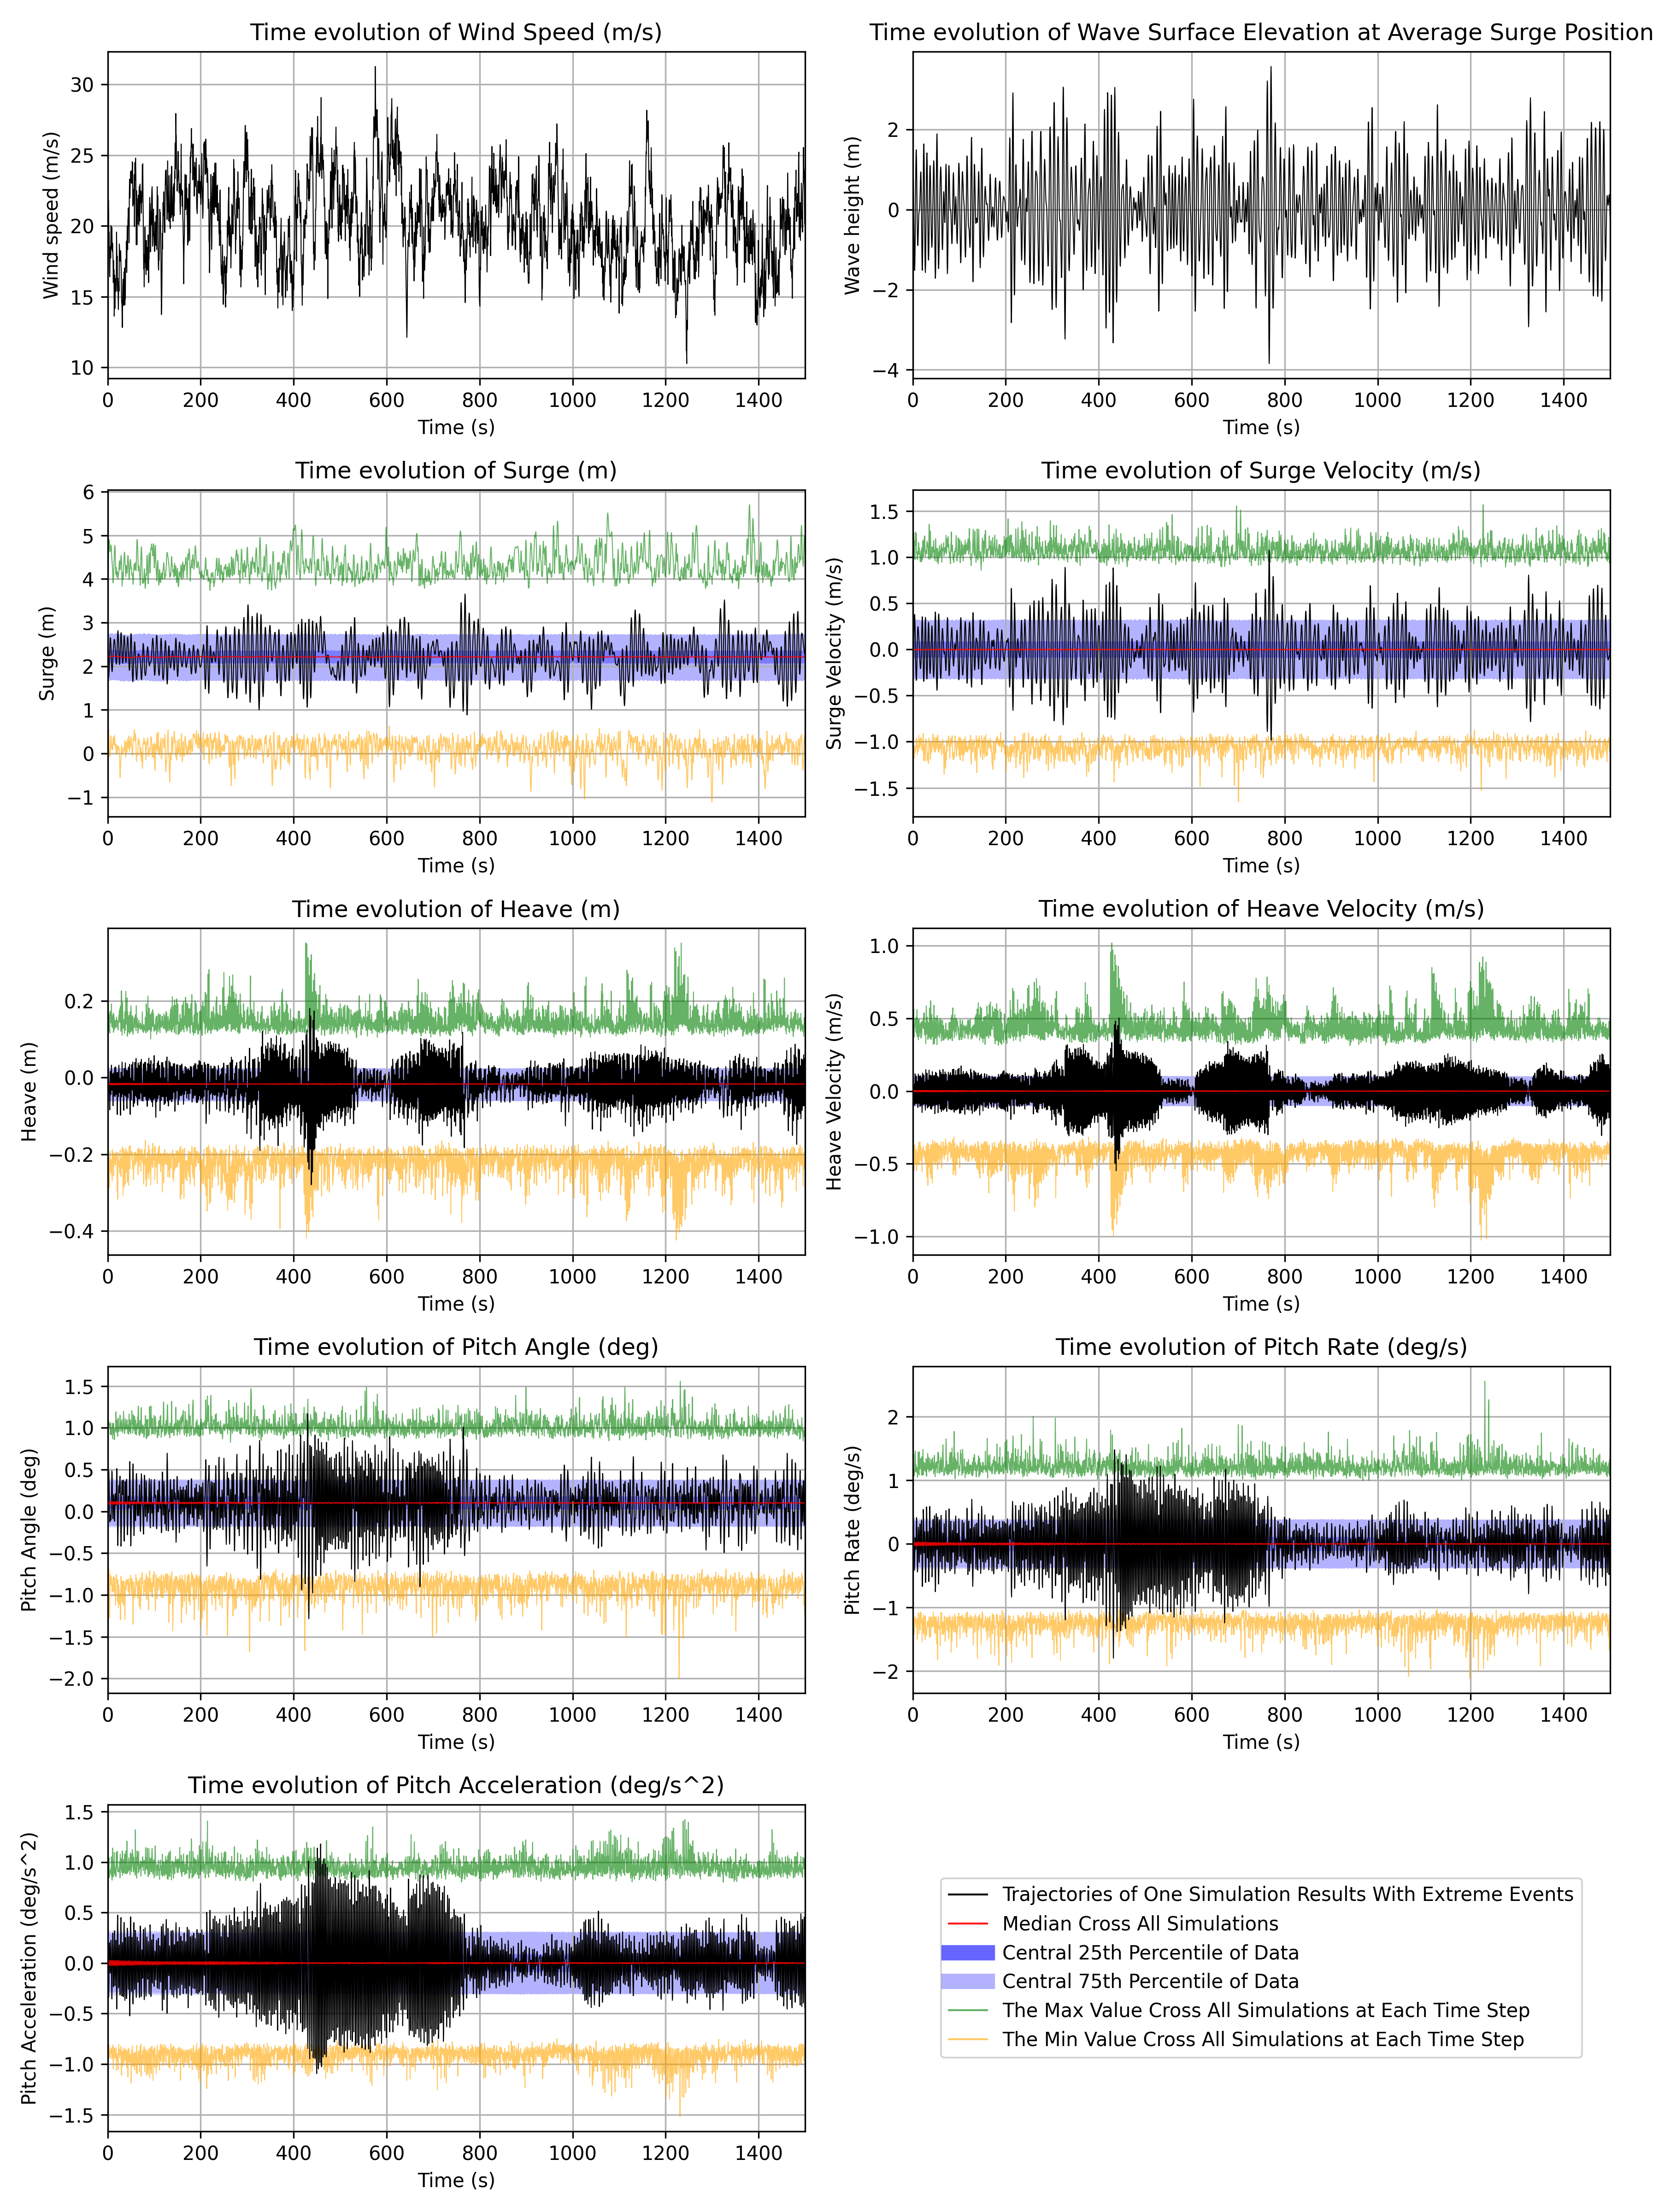 Time evolution of Wind Speed (m/s)
30
25
20
15
10
Wind speed (m/s)
0 200 400 600 800 1000 1200 1400
Time (s)
Time evolution of Wave Surface Elevation at Average Surge Position
2
0
−2
−4
Wave height (m)
0 200 400 600 800 1000 1200 1400
Time (s)
Time evolution of Surge (m)
6
5
4
3
2
1
0
−1
Surge (m)
0 200 400 600 800 1000 1200 1400
Time (s)
Time evolution of Surge Velocity (m/s)
1.5
1.0
0.5
0.0
−0.5
−1.0
−1.5
Surge Velocity (m/s)
0 200 400 600 800 1000 1200 1400
Time (s)
Time evolution of Heave (m)
0.2
0.0
−0.2
−0.4
Heave (m)
0 200 400 600 800 1000 1200 1400
Time (s)
Time evolution of Heave Velocity (m/s)
1.0
0.5
0.0
−0.5
−1.0
Heave Velocity (m/s)
0 200 400 600 800 1000 1200 1400
Time (s)
Time evolution of Pitch Angle (deg)
1.5
1.0
0.5
0.0
−0.5
−1.0
−1.5
−2.0
Pitch Angle (deg)
0 200 400 600 800 1000 1200 1400
Time (s)
Time evolution of Pitch Rate (deg/s)
2
1
0
−1
−2
Pitch Rate (deg/s)
0 200 400 600 800 1000 1200 1400
Time (s)
Time evolution of Pitch Acceleration (deg/s^2)
1.5
1.0
0.5
0.0
−0.5
−1.0
−1.5
Pitch Acceleration (deg/s^2)
0 200 400 600 800 1000 1200 1400
Time (s)
Trajectories of One Simulation Results With Extreme Events
Median Cross All Simulations
Central 25th Percentile of Data
Central 75th Percentile of Data
The Max Value Cross All Simulations at Each Time Step
The Min Value Cross All Simulations at Each Time Step